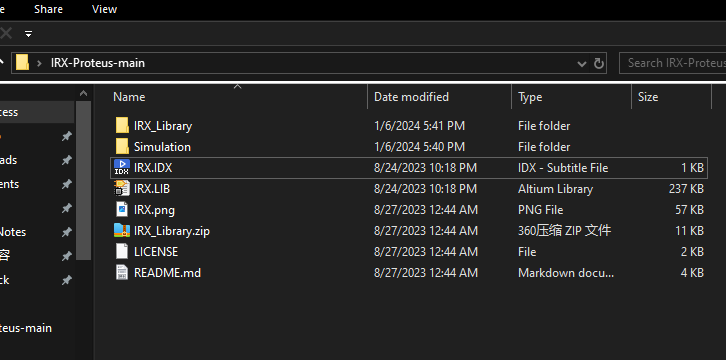 e Share View
IRX-Proteus-main
Search IRX-Proteus
Name Date modified Type Size
cess
IRX_Library 1/6/2024 5:41 PM File folder
Simulation 1/6/2024 5:40 PM File folder
ads
IRX.IDX 8/24/2023 10:18 PM IDX - Subtitle File 1 KB
IDX
ents
IRX.LIB 8/24/2023 10:18 PM Altium Library 237 KB
IRX.png 8/27/2023 12:44 AM PNG File 57 KB
Notes
IRX_Library.zip 8/27/2023 12:44 AM 360压缩 ZIP 文件 11 KB
容
LICENSE 8/27/2023 12:44 AM File 2 KB
ck
README.md 8/27/2023 12:44 AM Markdown docu... 4 KB
roteus-main